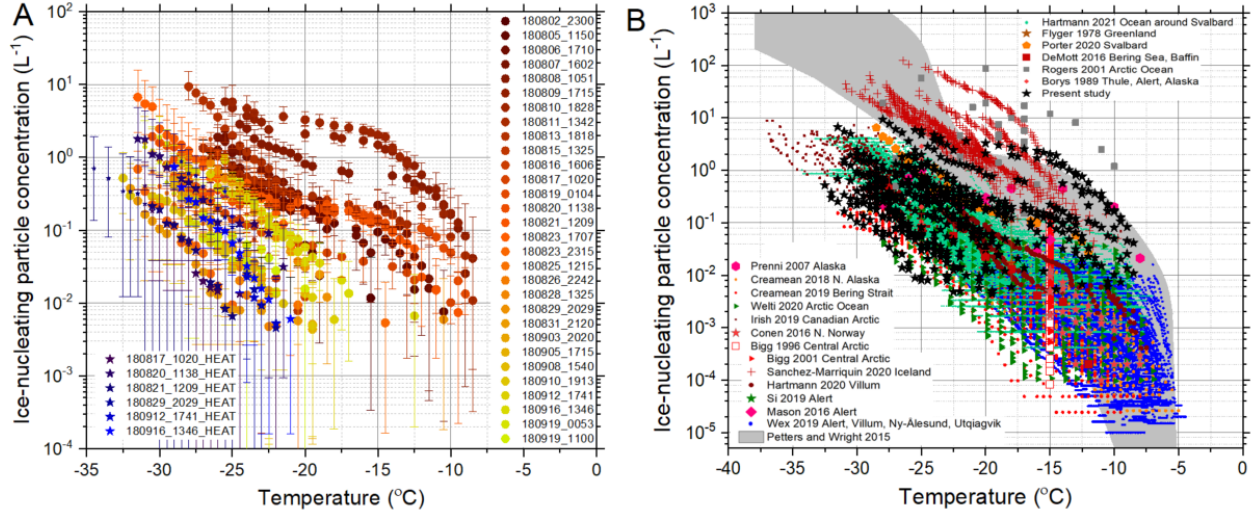 A
Ice-nucleating particle concentration (L⁻¹)
10²
10¹
10⁰
10⁻¹
10⁻²
10⁻³
10⁻⁴
-35
-30
-25
-20
-15
-10
-5
0
Temperature (°C)
180802_2300
180805_1150
180806_1710
180807_1602
180808_1051
180809_1715
180810_1828
180811_1342
180813_1818
180815_1325
180816_1606
180817_1020
180819_0104
180820_1138
180821_1209
180823_1707
180823_2315
180825_1215
180826_2242
180828_1325
180829_2029
180831_2120
180903_2020
180905_1715
180908_1540
180910_1913
180912_1741
180916_1346
180919_0053
180919_1100
180817_1020_HEAT
180820_1138_HEAT
180821_1209_HEAT
180829_2029_HEAT
180912_1741_HEAT
180916_1346_HEAT
B
Ice-nucleating particle concentration (L⁻¹)
10³
10²
10¹
10⁰
10⁻¹
10⁻²
10⁻³
10⁻⁴
10⁻⁵
-40
-35
-30
-25
-20
-15
-10
-5
0
Temperature (°C)
Hartmann 2021 Ocean around Svalbard
Flyger 1978 Greenland
Porter 2020 Svalbard
DeMott 2016 Bering Sea, Baffin
Rogers 2001 Arctic Ocean
Borys 1989 Thule, Alert, Alaska
Present study
Prenni 2007 Alaska
Creamean 2018 N. Alaska
Creamean 2019 Bering Strait
Welti 2020 Arctic Ocean
Irish 2019 Canadian Arctic
Conen 2016 N. Norway
Bigg 1996 Central Arctic
Bigg 2001 Central Arctic
Sanchez-Marriquin 2020 Iceland
Hartmann 2020 Villum
Si 2019 Alert
Mason 2016 Alert
Wex 2019 Alert, Villum, Ny-Alesund, Utqiagvik
Petters and Wright 2015